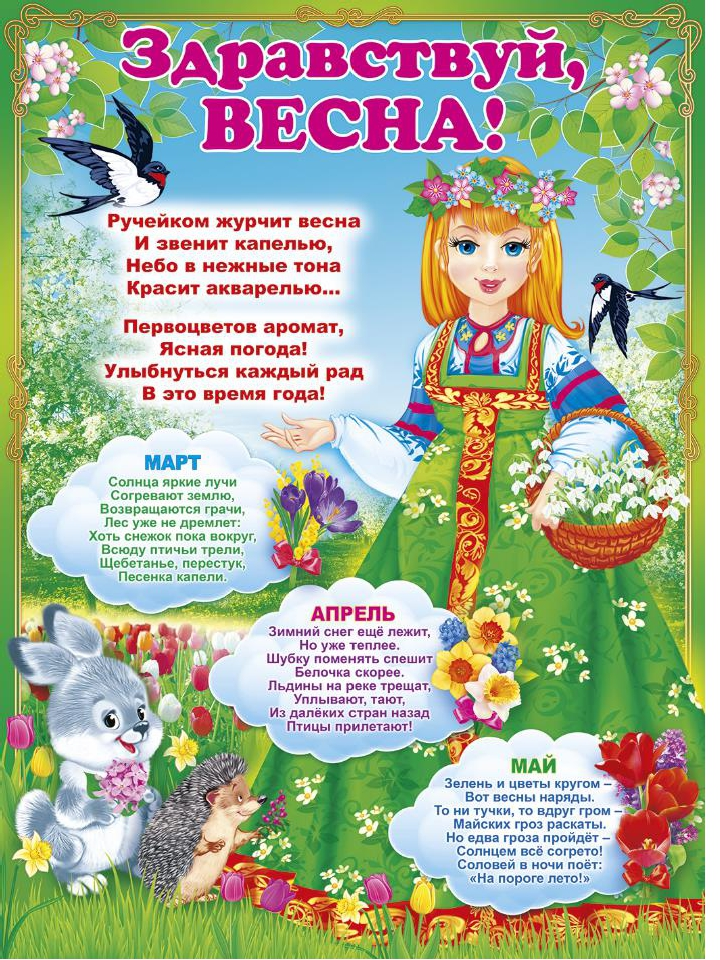 Здравствуй,
ВЕСНА!
Ручейком журчит весна
И звенит капелью,
Небо в нежные тона
Красит акварелью...
Первоцветов аромат,
Ясная погода!
Улыбнуться каждый рад
В это время года!
МАРТ
Солнца яркие лучи
Согревают землю,
Возвращаются грачи,
Лес уже не дремлет:
Хоть снежок пока вокруг,
Всюду птичьи трели,
Щебетанье, перестук,
Песенка капели.
АПРЕЛЬ
Зимний снег ещё лежит,
Но уже теплее.
Шубку поменять спешит
Белочка скорее.
Льдины на реке трещат,
Уплывают, тают,
Из далёких стран назад
Птицы прилетают!
МАЙ
Зелень и цветы кругом –
Вот весны наряды.
То ни тучки, то вдруг гром –
Майских гроз раскаты.
Но едва гроза пройдёт –
Солнцем всё согрето!
Соловей в ночи поёт:
«На пороге лето!»